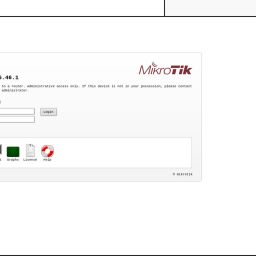 MikroTik
6.46.1
to a router. Administrative access only. If this device is not in your possession, please contact
administrator.
Login
Graphs License Help
© mikrotik